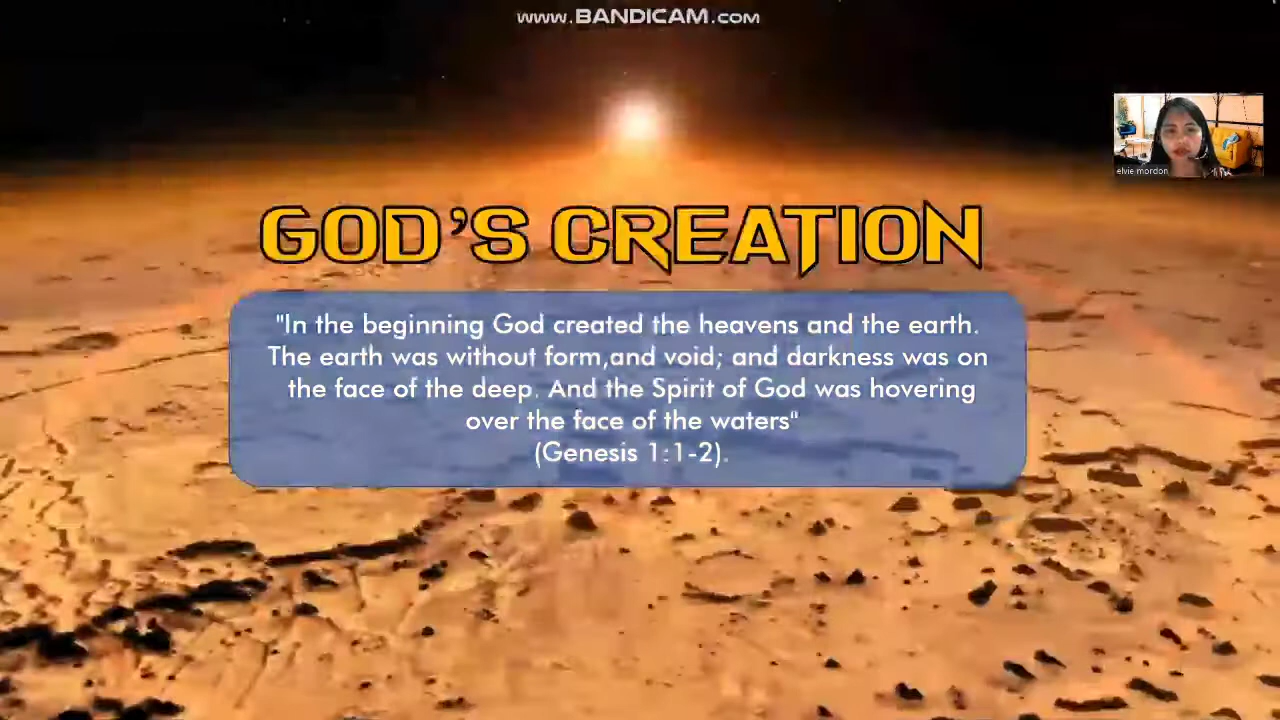 www.BANDICAM.com
elvie mordon
GOD'S CREATION
"In the beginning God created the heavens and the earth.
The earth was without form,and void; and darkness was on
the face of the deep. And the Spirit of God was hovering
over the face of the waters"
(Genesis 1:1-2).